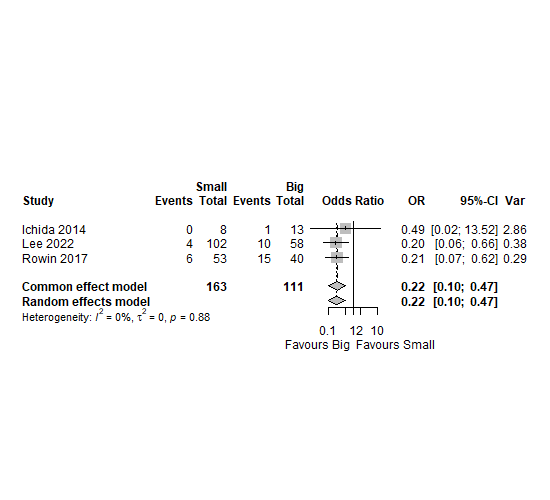 Small Big
Study Events Total Events Total Odds Ratio OR 95%-CI Var
Ichida 2014 0 8 1 13 0.49 [0.02; 13.52] 2.86
Lee 2022 4 102 10 58 0.20 [0.06; 0.66] 0.38
Rowin 2017 6 53 15 40 0.21 [0.07; 0.62] 0.29
Common effect model 163 111 0.22 [0.10; 0.47]
Random effects model 0.22 [0.10; 0.47]
Heterogeneity: I² = 0%, τ² = 0, p = 0.88
0.1 1 2 10
Favours Big Favours Small